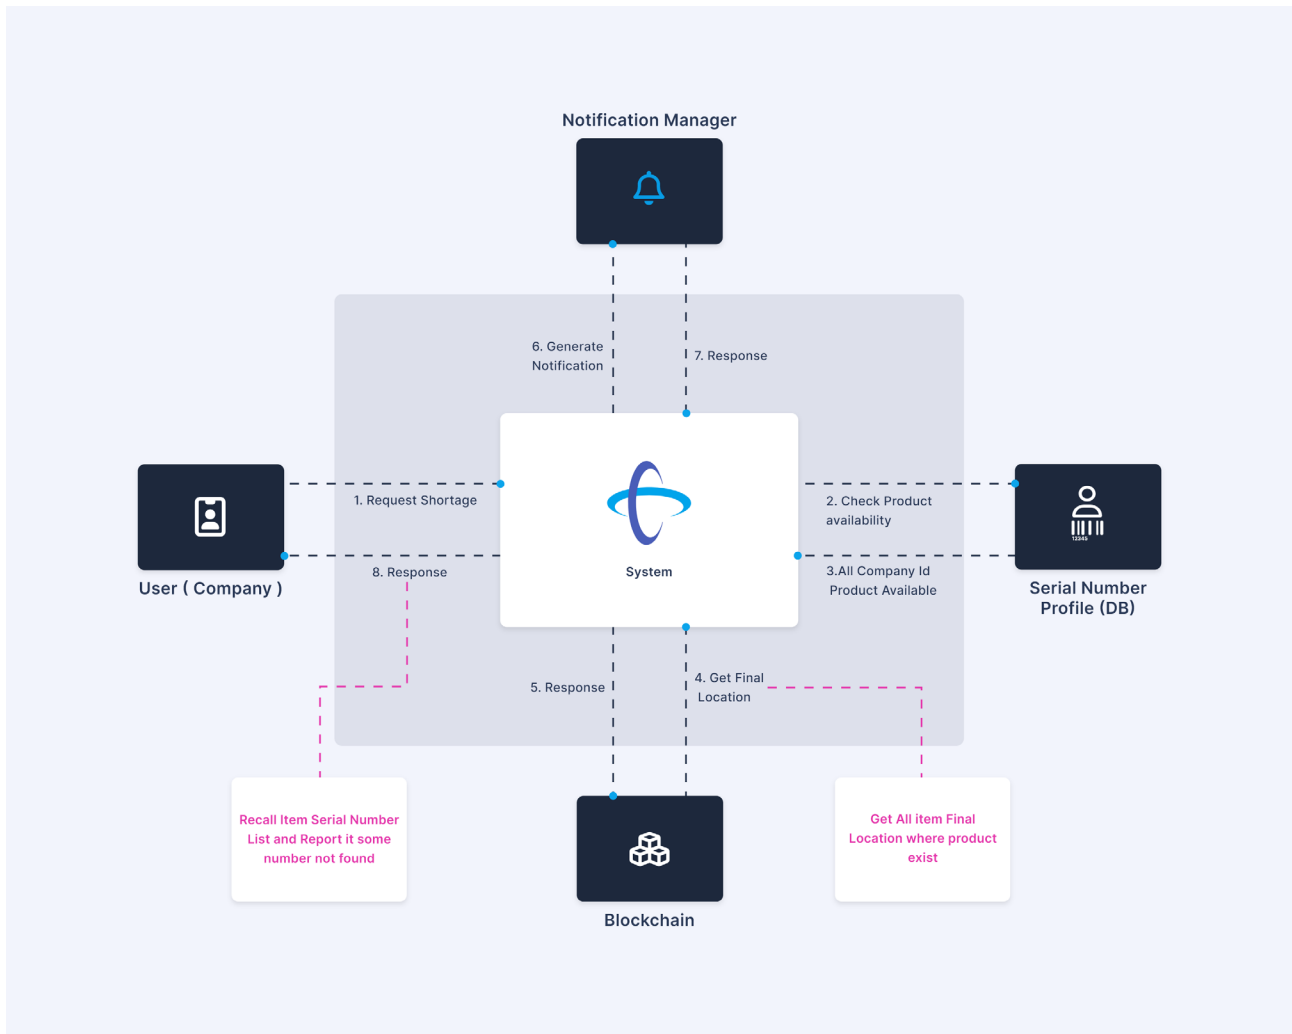 Notification Manager
6. Generate
Notification
7. Response
1. Request Shortage
2. Check Product
availability
12345
8. Response
System
3.All Company Id
Product Available
User ( Company )
Serial Number
Profile (DB)
5. Response
4. Get Final
Location
Recall Item Serial Number
List and Report it some
number not found
Get All item Final
Location where product
exist
Blockchain